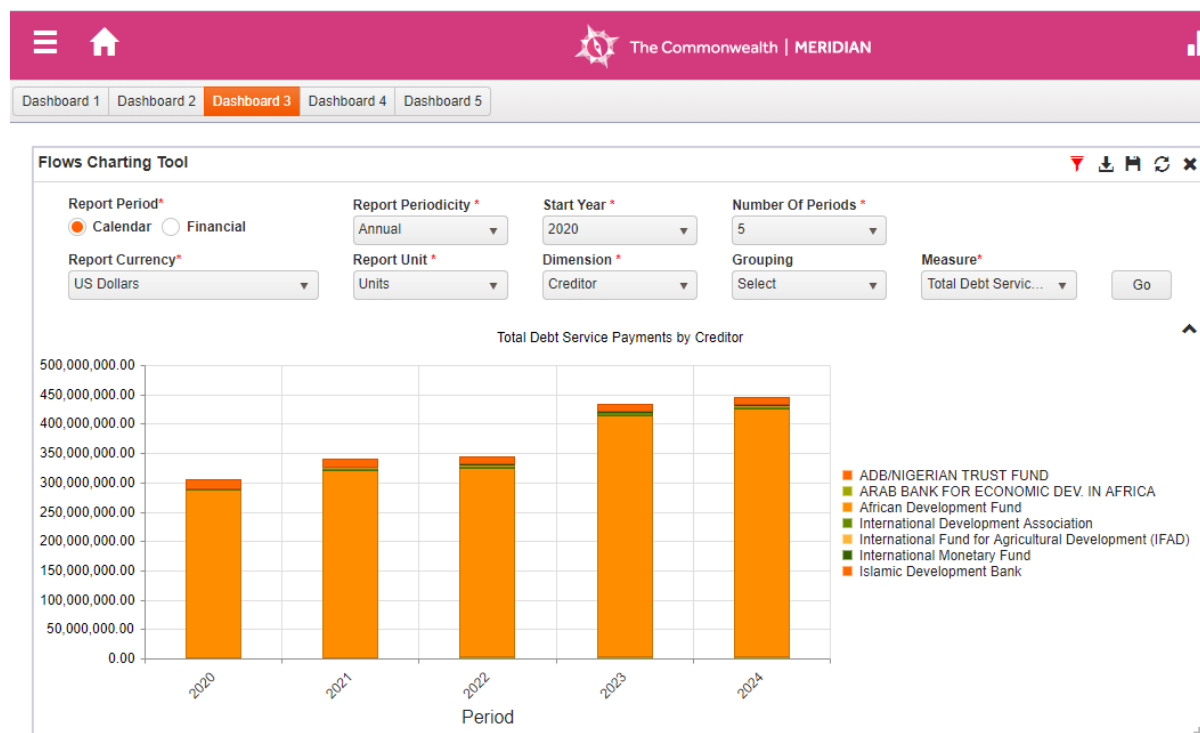 The Commonwealth | MERIDIAN
Dashboard 1 Dashboard 2 Dashboard 3 Dashboard 4 Dashboard 5
Flows Charting Tool
Report Period* Report Periodicity * Start Year * Number Of Periods *
Calendar Financial Annual 2020 5
Report Currency* Report Unit * Dimension * Grouping Measure*
US Dollars Units Creditor Select Total Debt Servic... Go
Total Debt Service Payments by Creditor
500,000,000.00
450,000,000.00
400,000,000.00
350,000,000.00
300,000,000.00
250,000,000.00
200,000,000.00
150,000,000.00
100,000,000.00
50,000,000.00
0.00
2020 2021 2022 2023 2024
Period
ADB/NIGERIAN TRUST FUND
ARAB BANK FOR ECONOMIC DEV. IN AFRICA
African Development Fund
International Development Association
International Fund for Agricultural Development (IFAD)
International Monetary Fund
Islamic Development Bank